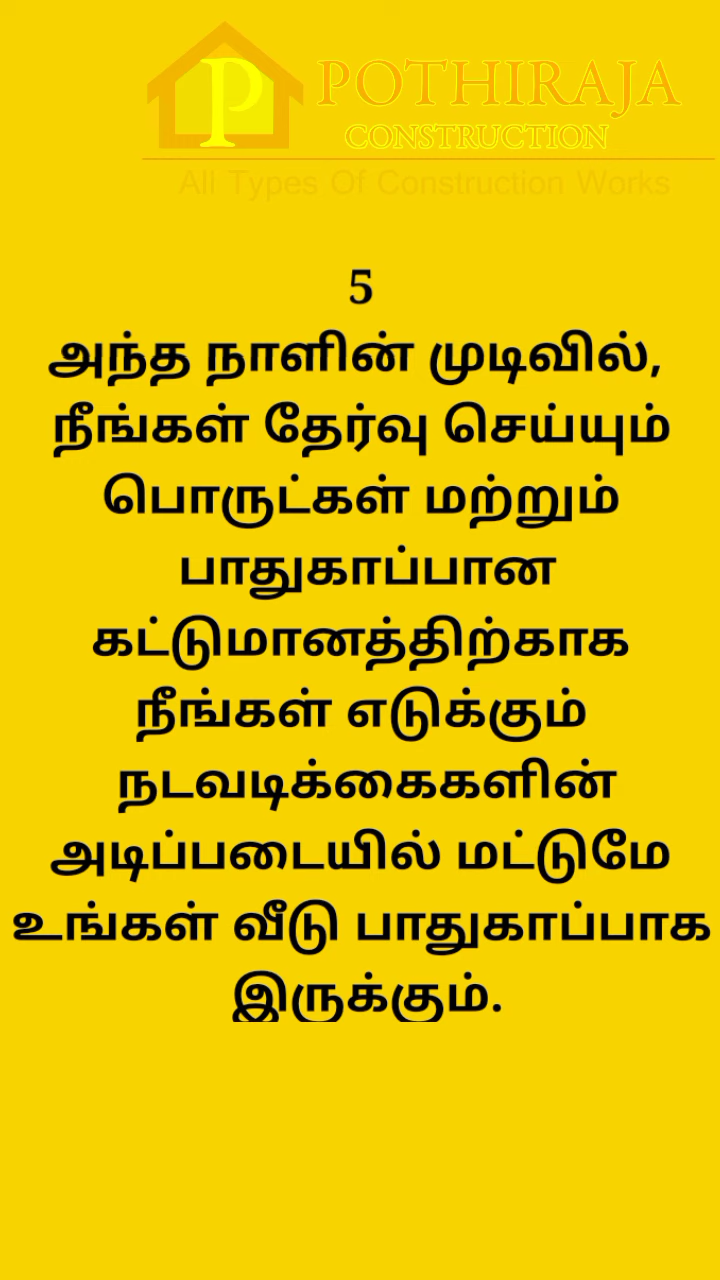 P
POTHIRAJA
CONSTRUCTION
All Types Of Construction Works
5
அந்த நாளின் முடிவில்,
நீங்கள் தேர்வு செய்யும்
பொருட்கள் மற்றும்
பாதுகாப்பான
கட்டுமானத்திற்காக
நீங்கள் எடுக்கும்
நடவடிக்கைகளின்
அடிப்படையில் மட்டுமே
உங்கள் வீடு பாதுகாப்பாக
இருக்கும்.